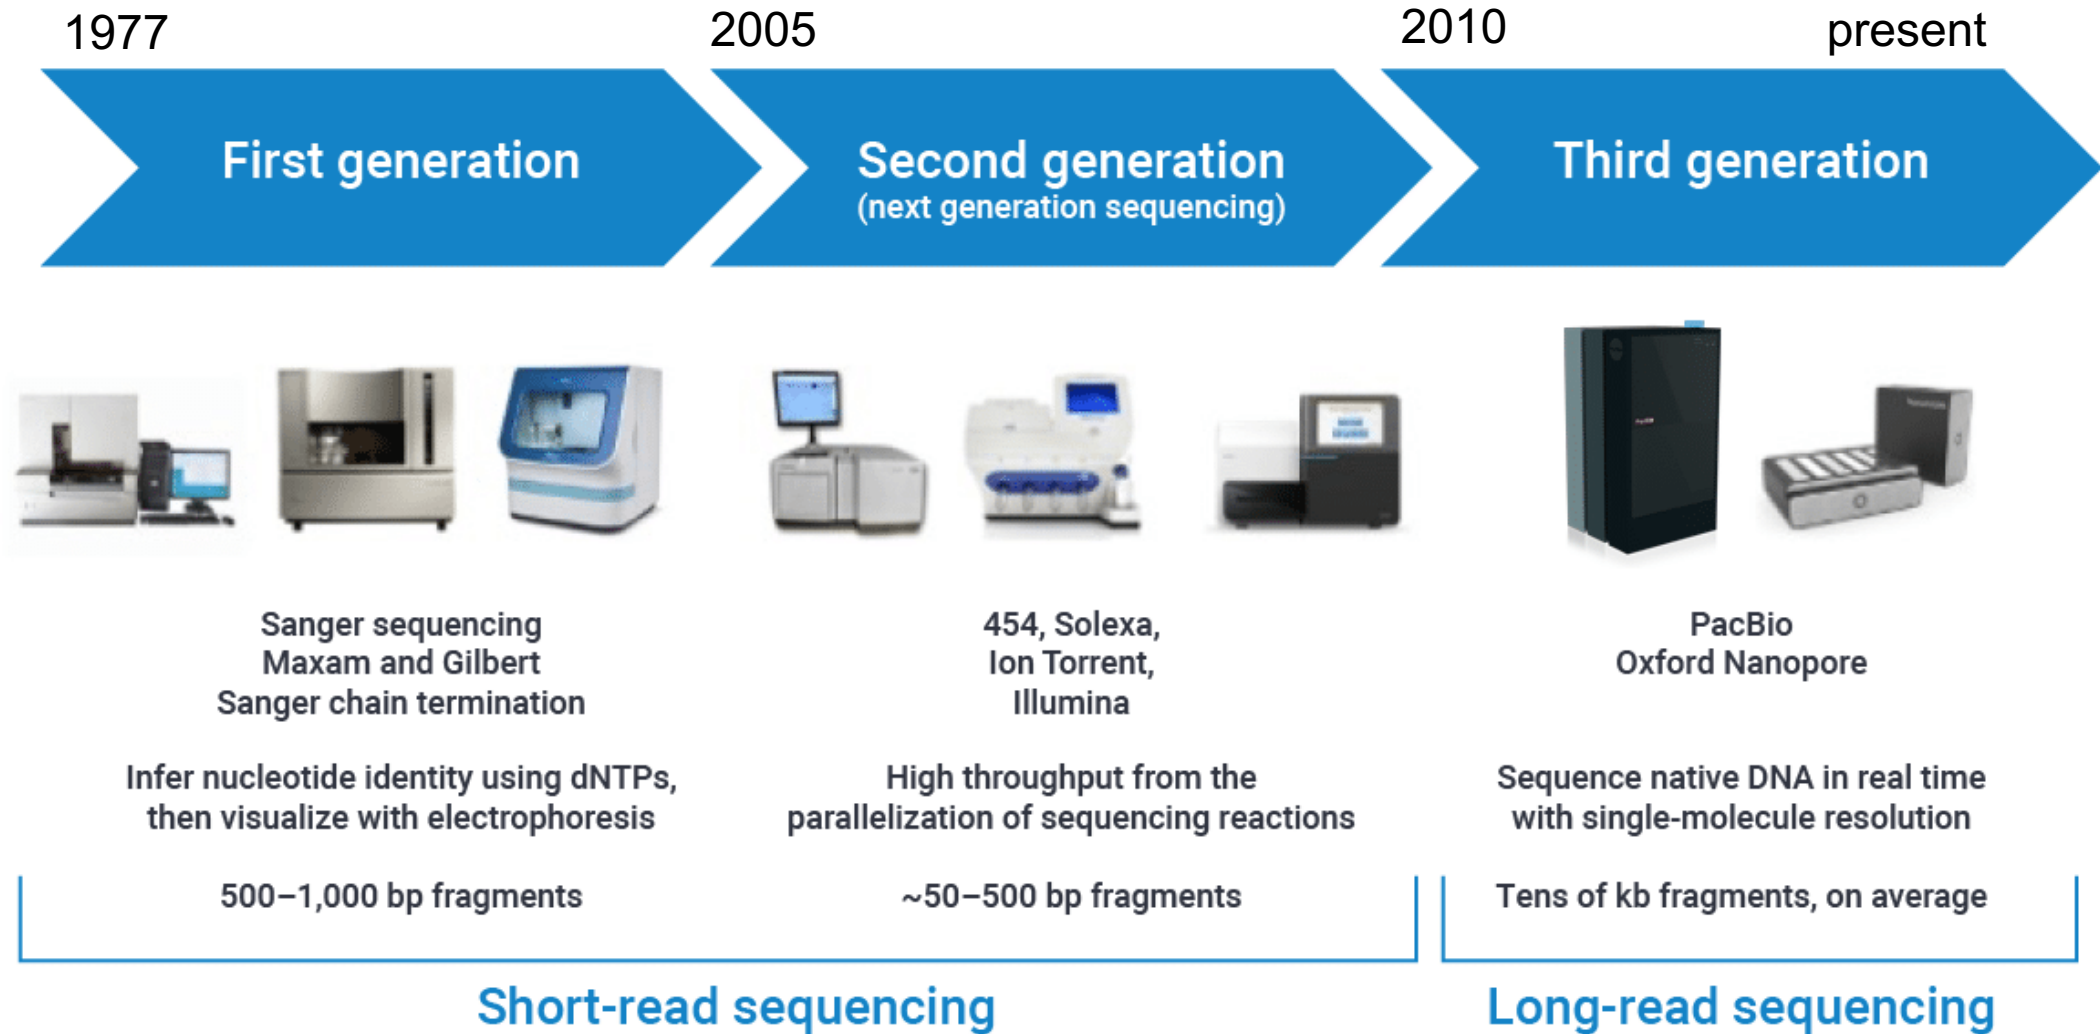 1977
2005
2010
present
First generation
Second generation
(next generation sequencing)
Third generation
Sanger sequencing
Maxam and Gilbert
Sanger chain termination
454, Solexa,
Ion Torrent,
Illumina
PacBio
Oxford Nanopore
Infer nucleotide identity using dNTPs,
then visualize with electrophoresis
High throughput from the
parallelization of sequencing reactions
Sequence native DNA in real time
with single-molecule resolution
500–1,000 bp fragments
~50–500 bp fragments
Tens of kb fragments, on average
Short-read sequencing
Long-read sequencing